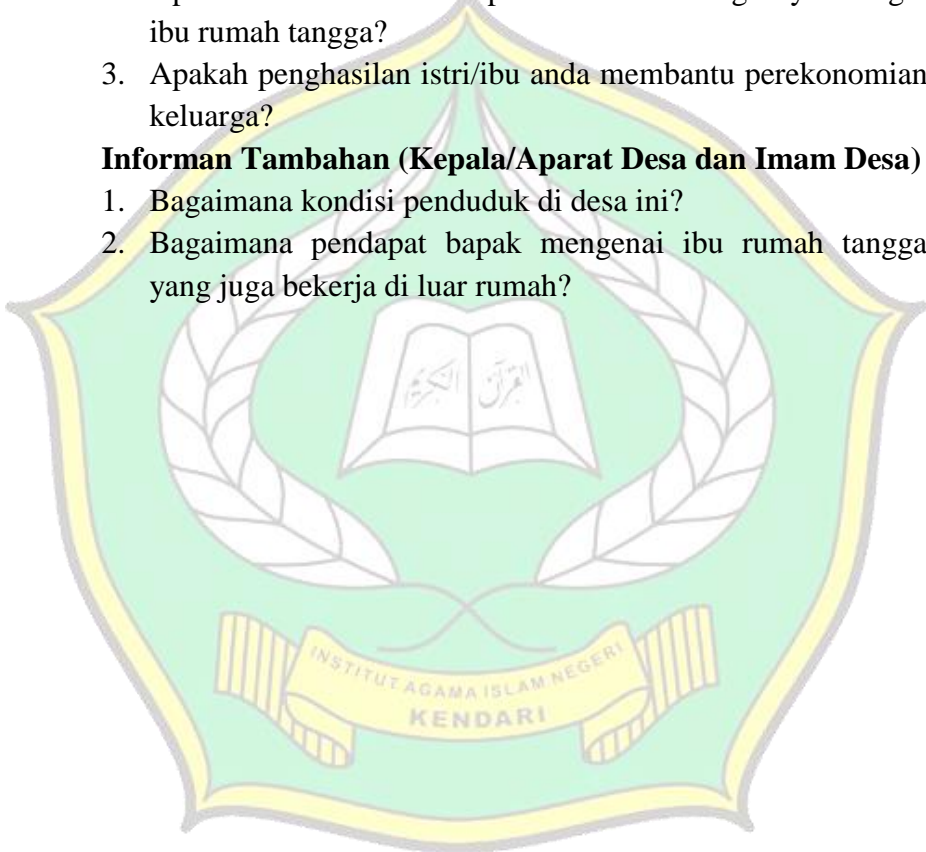 ibu rumah tangga?
3. Apakah penghasilan istri/ibu anda membantu perekonomian
keluarga?
Informan Tambahan (Kepala/Aparat Desa dan Imam Desa)
1. Bagaimana kondisi penduduk di desa ini?
2. Bagaimana pendapat bapak mengenai ibu rumah tangga
yang juga bekerja di luar rumah?
القرآن الكريم
INSTITUT AGAMA ISLAM NEGERI
KENDARI